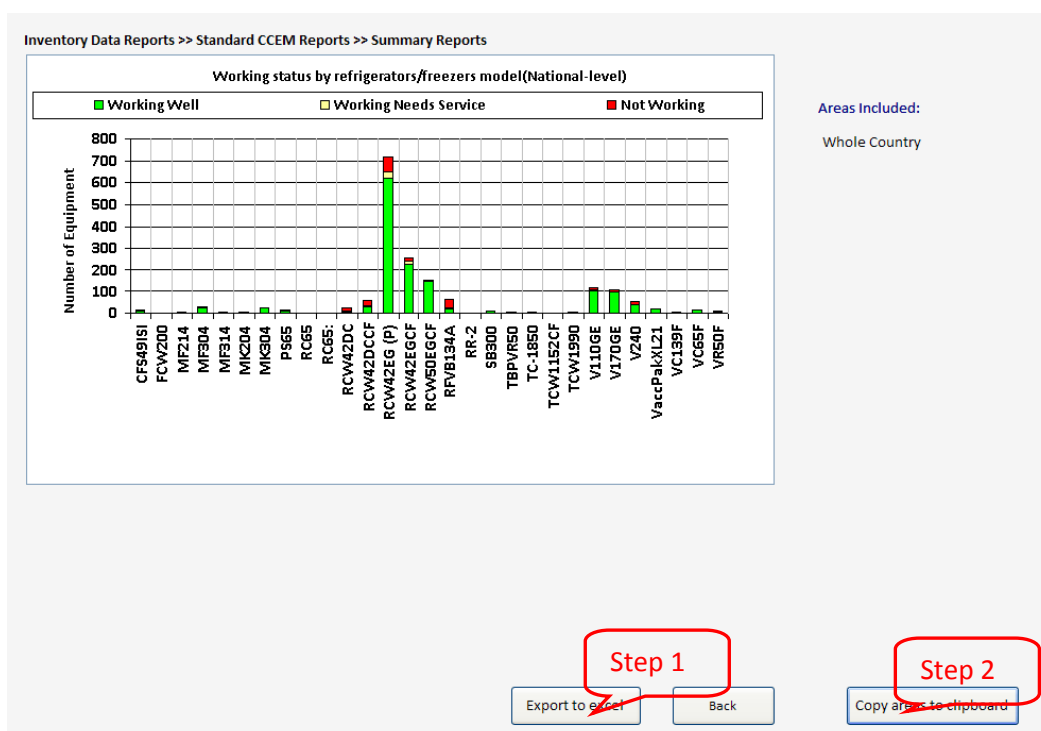 Inventory Data Reports >> Standard CCEM Reports >> Summary Reports
Working status by refrigerators/freezers model(National-level)
Working Well
Working Needs Service
Not Working
Areas Included:
Whole Country
Number of Equipment
800
700
600
500
400
300
200
100
0
CFS49ISI
FCW200
MF214
MF304
MF314
MK204
MK304
PS65
RC65
RC65:
RCW42DC
RCW42DCCF
RCW42EG (P)
RCW42EGCF
RCW50EGCF
RFVB134A
RR-2
SB300
TBPVR50
TC-1850
TCW1152CF
TCW1990
V110GE
V170GE
V240
VaccPakXL21
VC139F
VC65F
VR50F
Step 1
Step 2
Export to excel
Back
Copy areas to clipboard